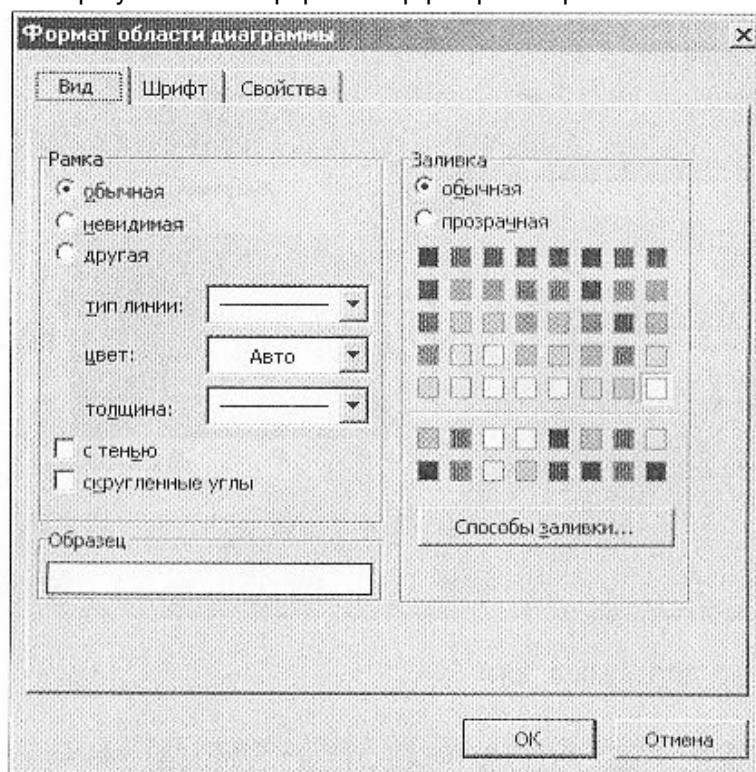 Формат области диаграммы
Вид Шрифт Свойства
Рамка
обычная
невидимая
другая
тип линии:
цвет: Авто
толщина:
с тенью
скругленные углы
Образец
Заливка
обычная
прозрачная
Способы заливки...
ОК Отмена